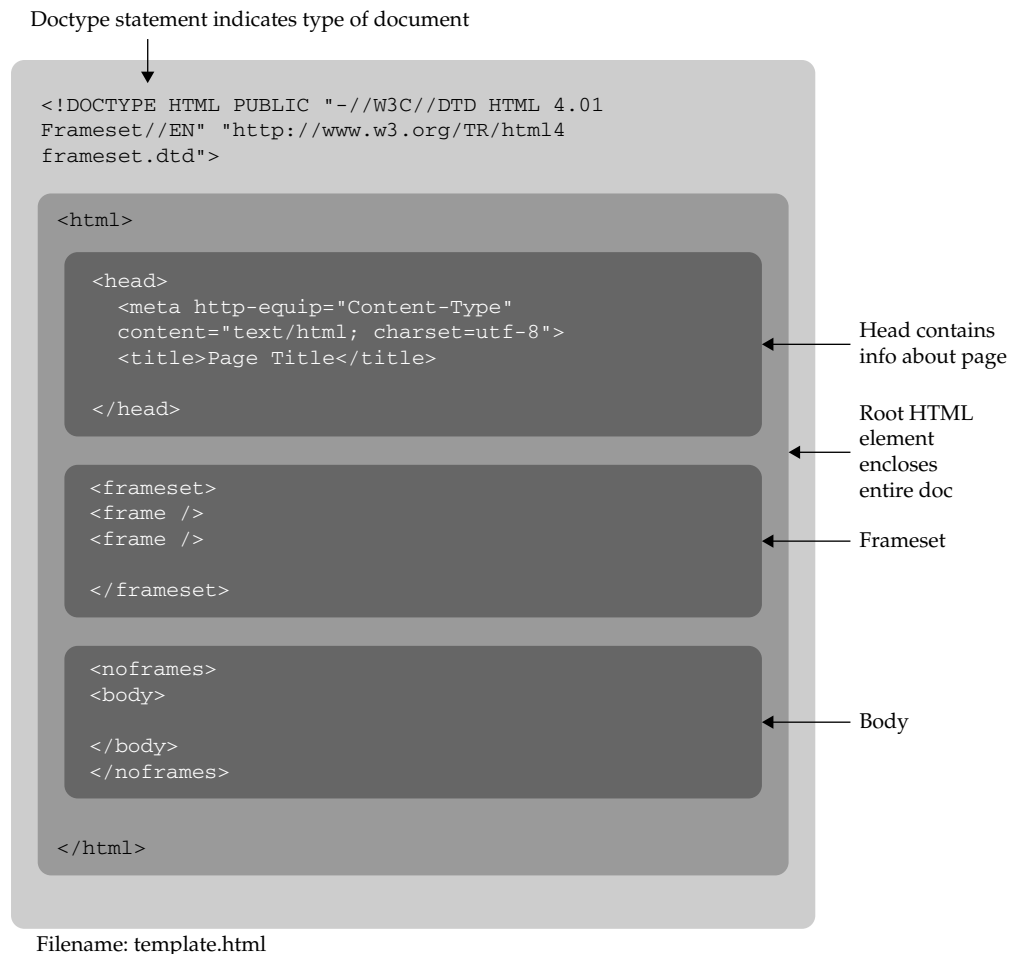 Doctype statement indicates type of document
<!DOCTYPE HTML PUBLIC "-//W3C//DTD HTML 4.01
Frameset//EN" "http://www.w3.org/TR/html4
frameset.dtd">
<html>
<head>
<meta http-equip="Content-Type"
content="text/html; charset=utf-8">
<title>Page Title</title>
</head>
Head contains
info about page
Root HTML
element
encloses
entire doc
<frameset>
<frame />
<frame />
</frameset>
Frameset
<noframes>
<body>
</body>
</noframes>
Body
</html>
Filename: template.html